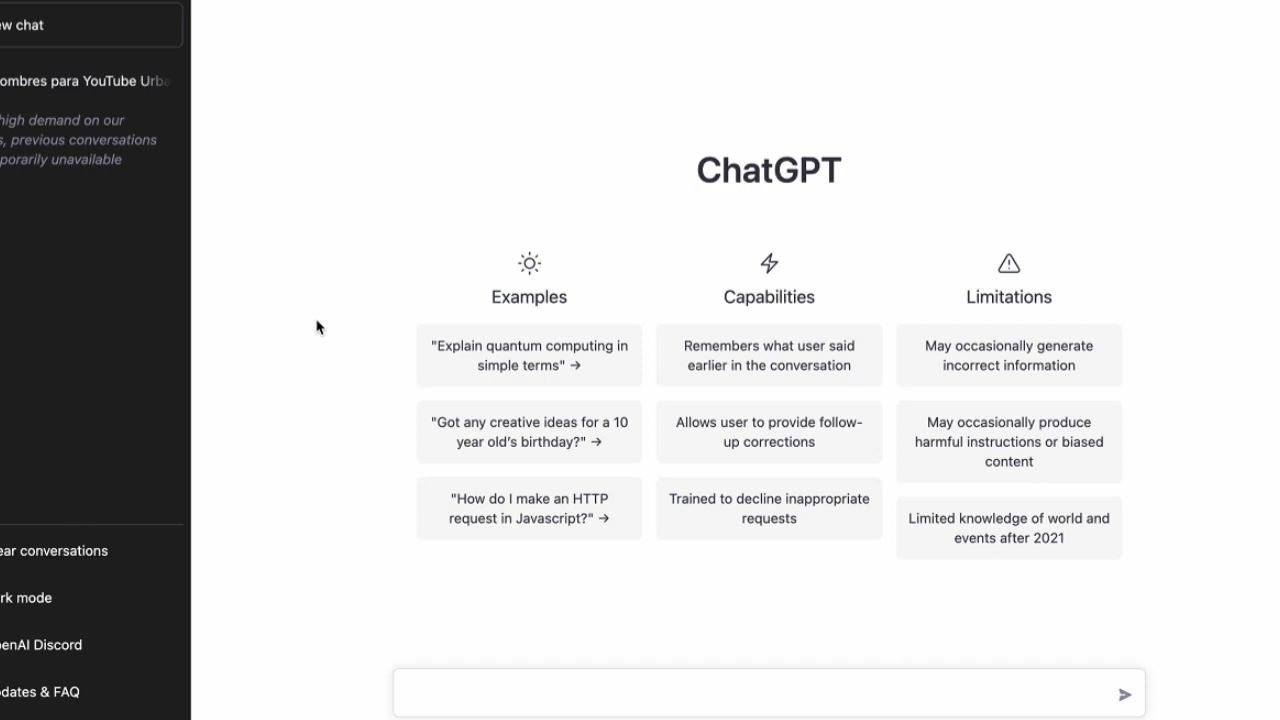 ew chat
ombres para YouTube Urba
high demand on our
s, previous conversations
porarily unavailable
ear conversations
rk mode
penAI Discord
pdates & FAQ
ChatGPT
Examples
"Explain quantum computing in
simple terms" →
"Got any creative ideas for a 10
year old's birthday?" →
"How do I make an HTTP
request in Javascript?" →
Capabilities
Remembers what user said
earlier in the conversation
Allows user to provide follow-
up corrections
Trained to decline inappropriate
requests
Limitations
May occasionally generate
incorrect information
May occasionally produce
harmful instructions or biased
content
Limited knowledge of world and
events after 2021